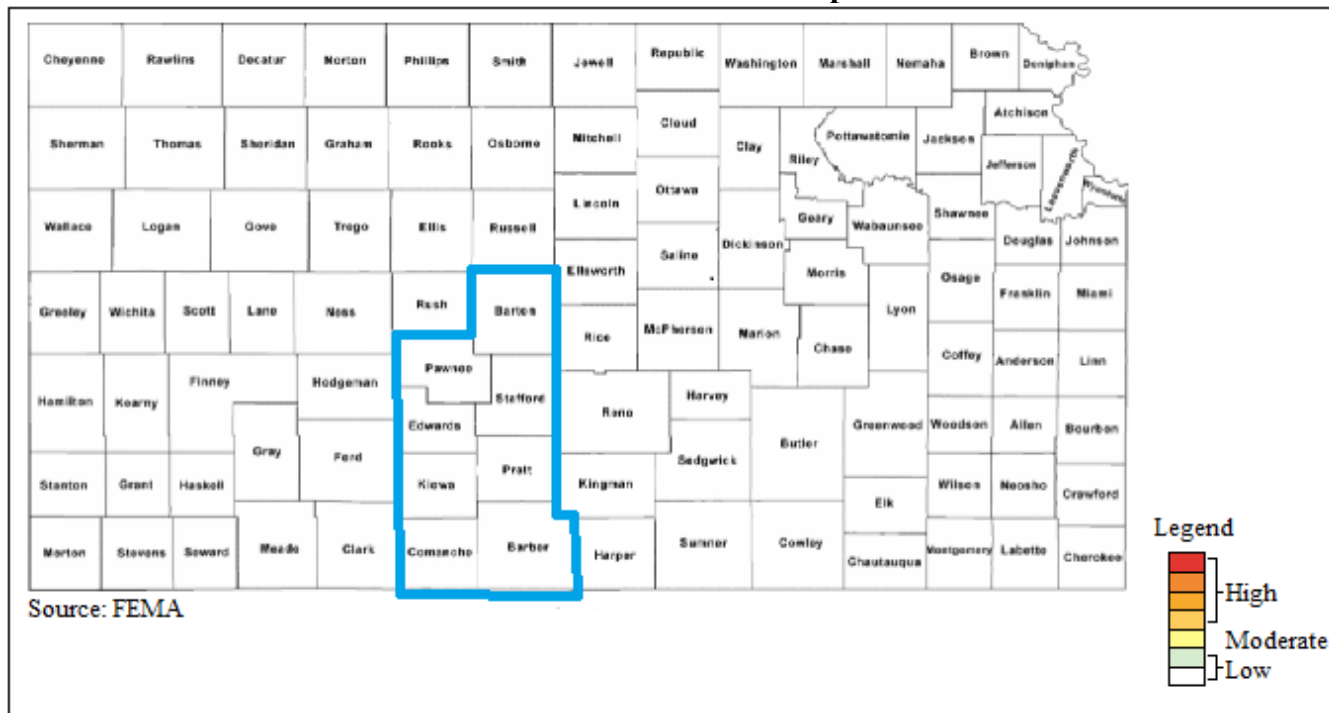 Cheyenne Rawlins Decatur Norton Phillips Smith Jewell Republic Washington Marshall Nemaha Brown Doniphan
Atchison
Sherman Thomas Sheridan Graham Rooks Osborne Mitchell Cloud Clay Riley Pottawatomie Jackson Jefferson Leavenworth Wyandotte
Lincoln Ottawa Geary Wabaunsee Shawnee
Wallace Logan Gove Trego Ellis Russell Saline Dickinson Morris Douglas Johnson
Ellsworth Osage
Greeley Wichita Scott Lane Ness Rush Barton Lyon Franklin Miami
Rice McPherson Marion Chase Coffey Anderson Linn
Pawnee
Hamilton Kearny Finney Hodgeman Stafford Reno Harvey
Edwards Butler Greenwood Woodson Allen Bourbon
Gray Ford Pratt Sedgwick
Stanton Grant Haskell Kiowa Kingman Elk Wilson Neosho Crawford
Morton Stevens Seward Meade Clark Comanche Barber Harper Sumner Cowley Chautauqua Montgomery Labette Cherokee
Source: FEMA
Legend
High
Moderate
Low